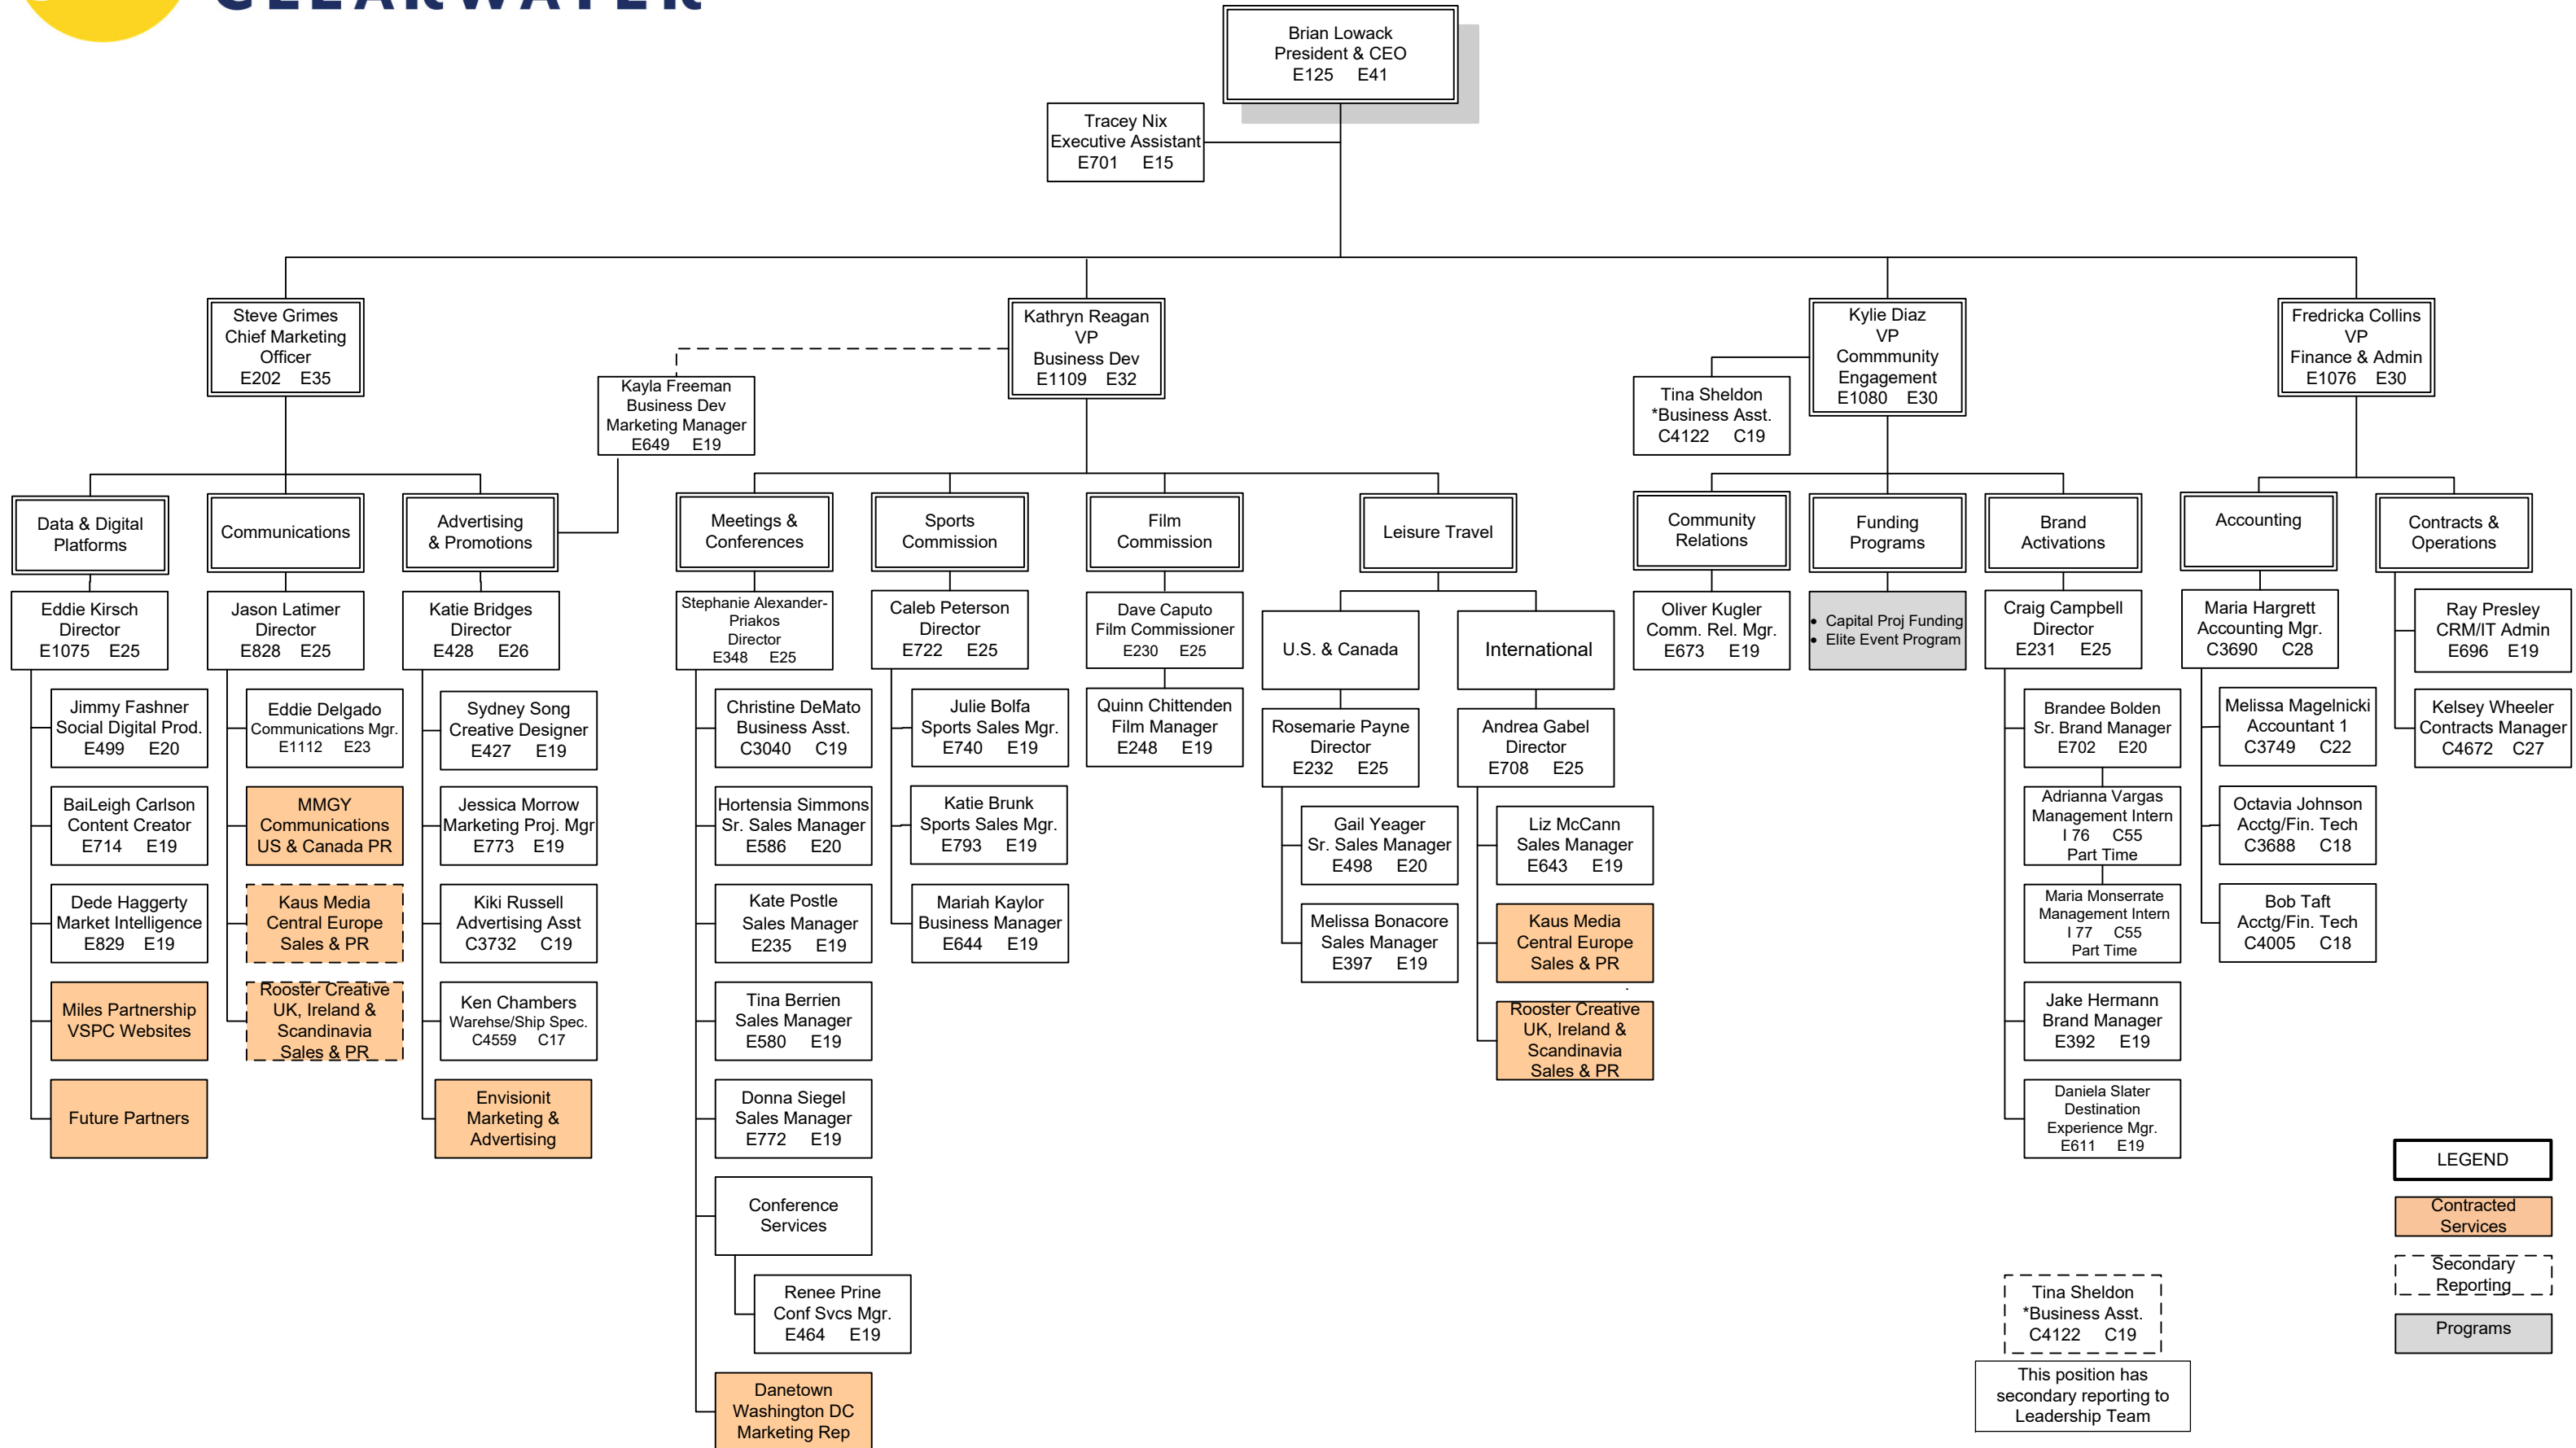 CLEARWATER
Brian Lowack
President & CEO
E125 E41
Tracey Nix
Executive Assistant
E701 E15
Steve Grimes
Chief Marketing
Officer
E202 E35
Kathryn Reagan
VP
Business Dev
E1109 E32
Kayla Freeman
Business Dev
Marketing Manager
E649 E19
Kylie Diaz
VP
Commmunity
Engagement
E1080 E30
Tina Sheldon
*Business Asst.
C4122 C19
Fredricka Collins
VP
Finance & Admin
E1076 E30
Data & Digital
Platforms
Eddie Kirsch
Director
E1075 E25
Jimmy Fashner
Social Digital Prod.
E499 E20
BaiLeigh Carlson
Content Creator
E714 E19
Dede Haggerty
Market Intelligence
E829 E19
Miles Partnership
VSPC Websites
Future Partners
Communications
Jason Latimer
Director
E828 E25
Eddie Delgado
Communications Mgr.
E1112 E23
MMGY
Communications
US & Canada PR
Kaus Media
Central Europe
Sales & PR
Rooster Creative
UK, Ireland &
Scandinavia
Sales & PR
Advertising
& Promotions
Katie Bridges
Director
E428 E26
Sydney Song
Creative Designer
E427 E19
Jessica Morrow
Marketing Proj. Mgr
E773 E19
Kiki Russell
Advertising Asst
C3732 C19
Ken Chambers
Warehse/Ship Spec.
C4559 C17
Envisionit
Marketing &
Advertising
Meetings &
Conferences
Stephanie Alexander-
Priakos
Director
E348 E25
Christine DeMato
Business Asst.
C3040 C19
Hortensia Simmons
Sr. Sales Manager
E586 E20
Kate Postle
Sales Manager
E235 E19
Tina Berrien
Sales Manager
E580 E19
Donna Siegel
Sales Manager
E772 E19
Conference
Services
Renee Prine
Conf Svcs Mgr.
E464 E19
Danetown
Washington DC
Marketing Rep
Sports
Commission
Caleb Peterson
Director
E722 E25
Julie Bolfa
Sports Sales Mgr.
E740 E19
Katie Brunk
Sports Sales Mgr.
E793 E19
Mariah Kaylor
Business Manager
E644 E19
Film
Commission
Dave Caputo
Film Commissioner
E230 E25
Quinn Chittenden
Film Manager
E248 E19
Leisure Travel
U.S. & Canada
Rosemarie Payne
Director
E232 E25
Gail Yeager
Sr. Sales Manager
E498 E20
Melissa Bonacore
Sales Manager
E397 E19
International
Andrea Gabel
Director
E708 E25
Liz McCann
Sales Manager
E643 E19
Kaus Media
Central Europe
Sales & PR
Rooster Creative
UK, Ireland &
Scandinavia
Sales & PR
Community
Relations
Oliver Kugler
Comm. Rel. Mgr.
E673 E19
Funding
Programs
• Capital Proj Funding
• Elite Event Program
Brand
Activations
Craig Campbell
Director
E231 E25
Brandee Bolden
Sr. Brand Manager
E702 E20
Adrianna Vargas
Management Intern
I 76 C55
Part Time
Maria Monserrate
Management Intern
I 77 C55
Part Time
Jake Hermann
Brand Manager
E392 E19
Daniela Slater
Destination
Experience Mgr.
E611 E19
Accounting
Maria Hargrett
Accounting Mgr.
C3690 C28
Melissa Magelnicki
Accountant 1
C3749 C22
Octavia Johnson
Acctg/Fin. Tech
C3688 C18
Bob Taft
Acctg/Fin. Tech
C4005 C18
Contracts &
Operations
Ray Presley
CRM/IT Admin
E696 E19
Kelsey Wheeler
Contracts Manager
C4672 C27
LEGEND
Contracted
Services
Secondary
Reporting
Programs
Tina Sheldon
*Business Asst.
C4122 C19
This position has
secondary reporting to
Leadership Team